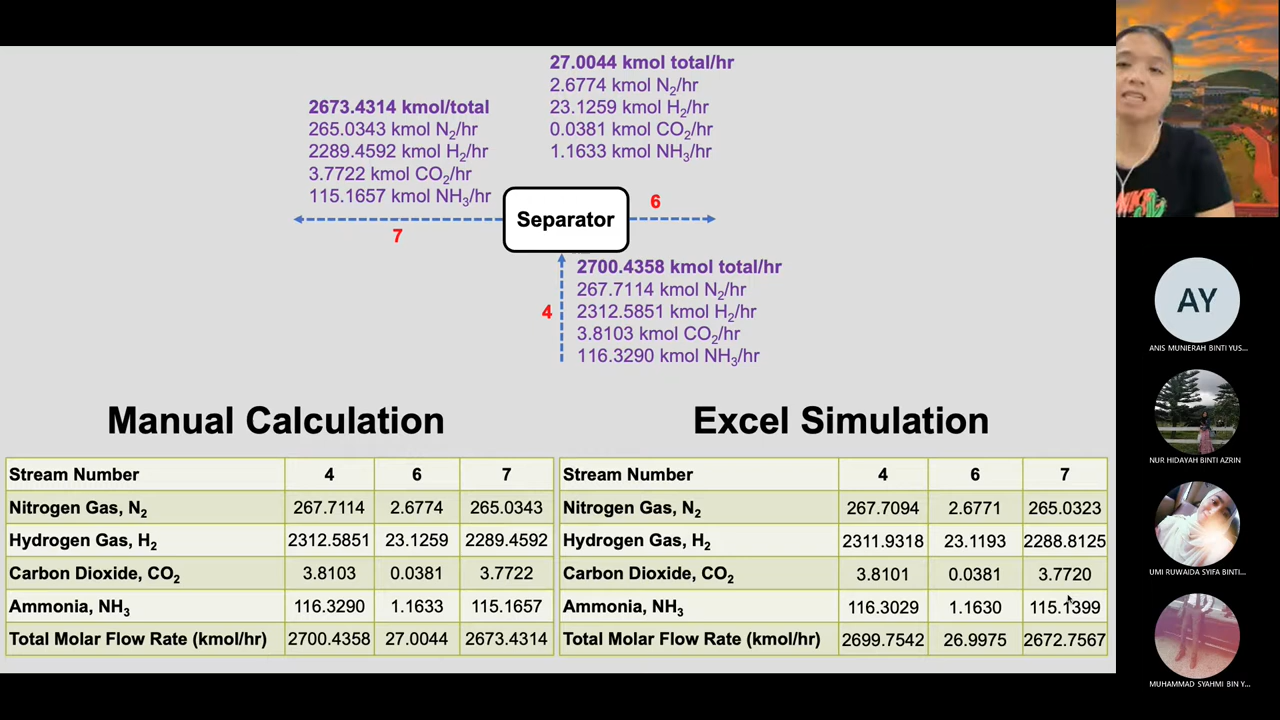 27.0044 kmol total/hr
2.6774 kmol N₂/hr
23.1259 kmol H₂/hr
0.0381 kmol CO₂/hr
1.1633 kmol NH₃/hr
2673.4314 kmol/total
265.0343 kmol N₂/hr
2289.4592 kmol H₂/hr
3.7722 kmol CO₂/hr
115.1657 kmol NH₃/hr
Separator
6
7
2700.4358 kmol total/hr
267.7114 kmol N₂/hr
4 2312.5851 kmol H₂/hr
3.8103 kmol CO₂/hr
116.3290 kmol NH₃/hr
Manual Calculation
Stream Number 4 6 7
Nitrogen Gas, N₂ 267.7114 2.6774 265.0343
Hydrogen Gas, H₂ 2312.5851 23.1259 2289.4592
Carbon Dioxide, CO₂ 3.8103 0.0381 3.7722
Ammonia, NH₃ 116.3290 1.1633 115.1657
Total Molar Flow Rate (kmol/hr) 2700.4358 27.0044 2673.4314
Excel Simulation
Stream Number 4 6 7
Nitrogen Gas, N₂ 267.7094 2.6771 265.0323
Hydrogen Gas, H₂ 2311.9318 23.1193 2288.8125
Carbon Dioxide, CO₂ 3.8101 0.0381 3.7720
Ammonia, NH₃ 116.3029 1.1630 115.1399
Total Molar Flow Rate (kmol/hr) 2699.7542 26.9975 2672.7567
AY
ANIS MUNIERAH BINTI YUS...
NUR HIDAYAH BINTI AZRIN
UMI RUWAIDA SYIFA BINTI...
MUHAMMAD SYAHMI BIN Y...